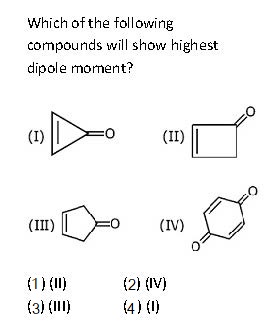 Which of the following
compounds will show highest
dipole moment?
(I) O
(II) O
(III) O
(IV) O O
(1) (II) (2) (IV)
(3) (III) (4) (I)